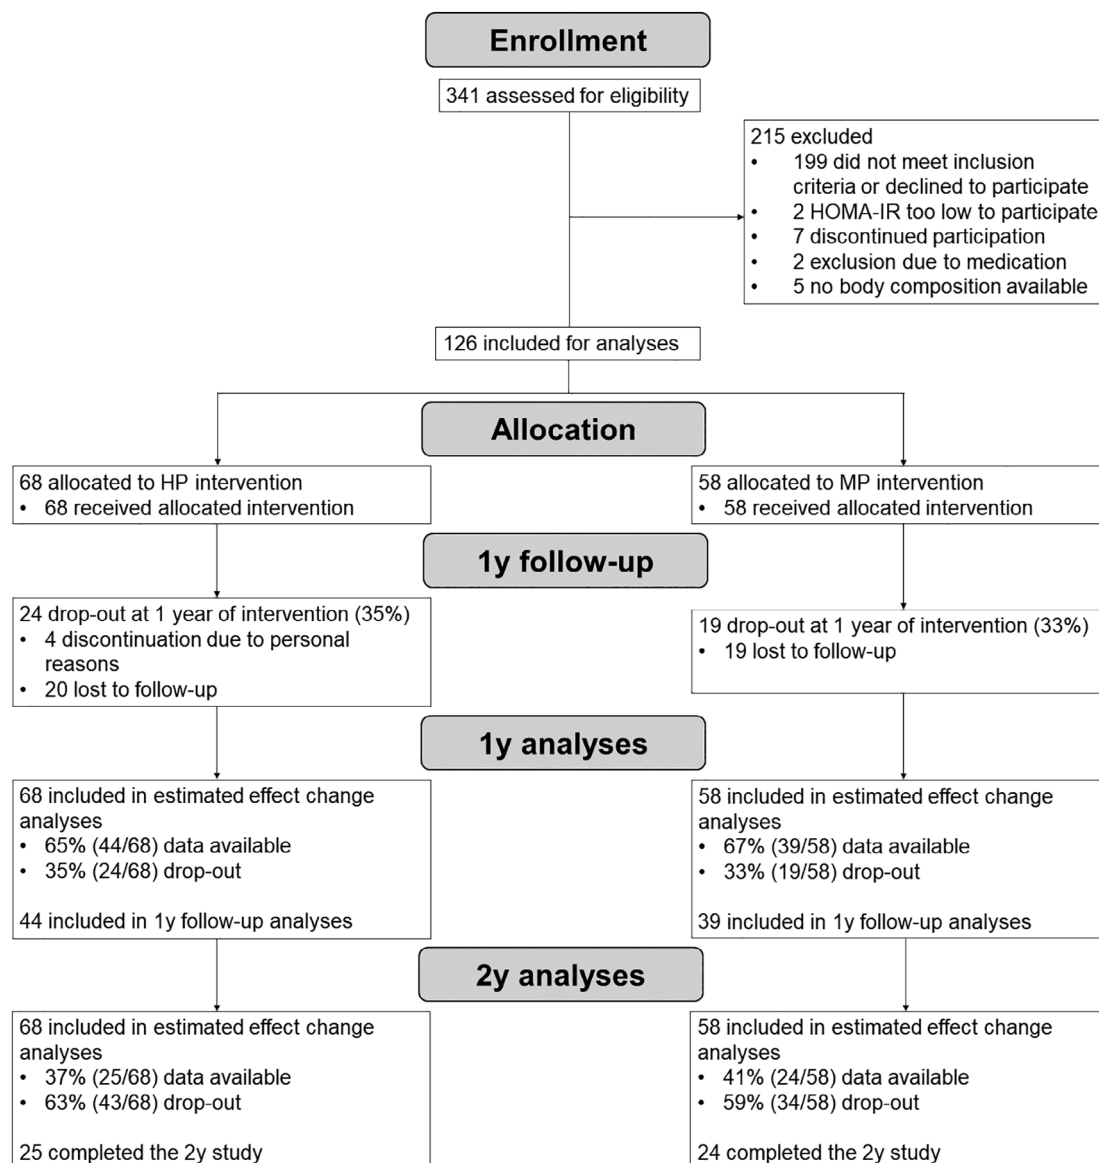 Enrollment
341 assessed for eligibility
215 excluded
• 199 did not meet inclusion
criteria or declined to participate
• 2 HOMA-IR too low to participate
• 7 discontinued participation
• 2 exclusion due to medication
• 5 no body composition available
126 included for analyses
Allocation
68 allocated to HP intervention
• 68 received allocated intervention
58 allocated to MP intervention
• 58 received allocated intervention
1y follow-up
24 drop-out at 1 year of intervention (35%)
• 4 discontinuation due to personal
reasons
• 20 lost to follow-up
19 drop-out at 1 year of intervention (33%)
• 19 lost to follow-up
1y analyses
68 included in estimated effect change
analyses
• 65% (44/68) data available
• 35% (24/68) drop-out
44 included in 1y follow-up analyses
58 included in estimated effect change
analyses
• 67% (39/58) data available
• 33% (19/58) drop-out
39 included in 1y follow-up analyses
2y analyses
68 included in estimated effect change
analyses
• 37% (25/68) data available
• 63% (43/68) drop-out
25 completed the 2y study
58 included in estimated effect change
analyses
• 41% (24/58) data available
• 59% (34/58) drop-out
24 completed the 2y study